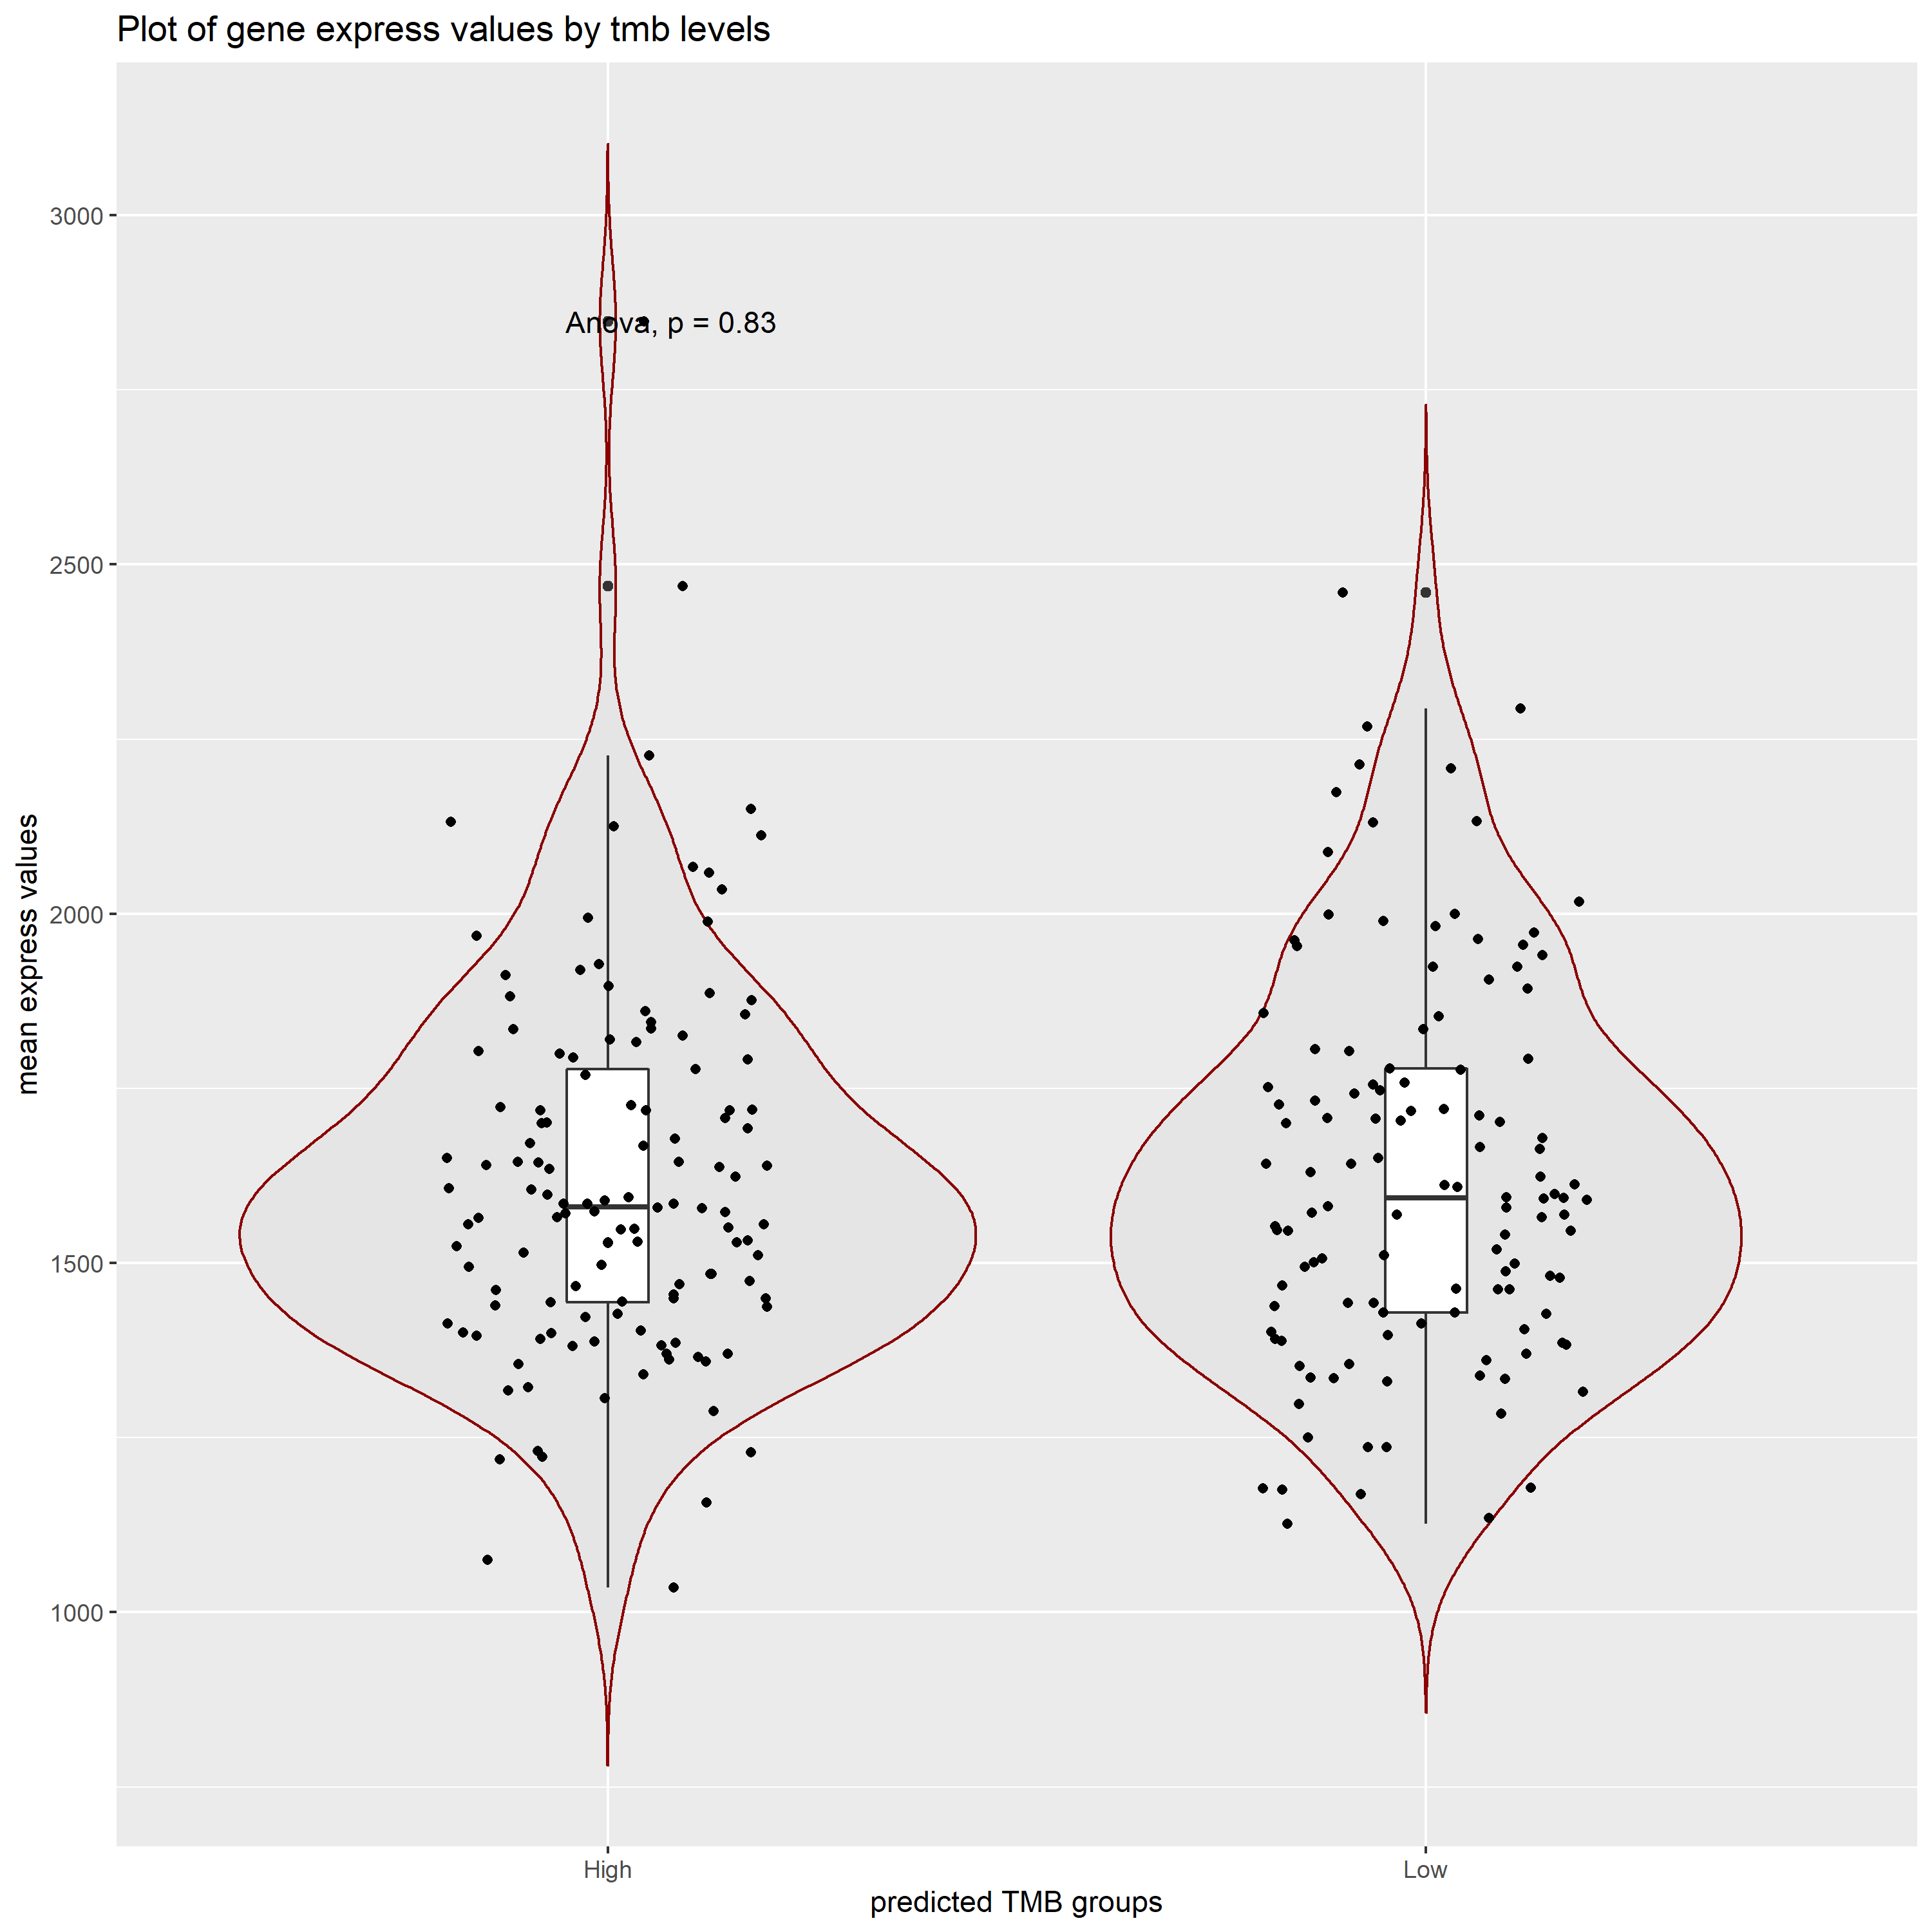 Plot of gene express values by tmb levels
3000
Anova, p = 0.83
2500
2000
mean express values
1500
1000
High
Low
predicted TMB groups